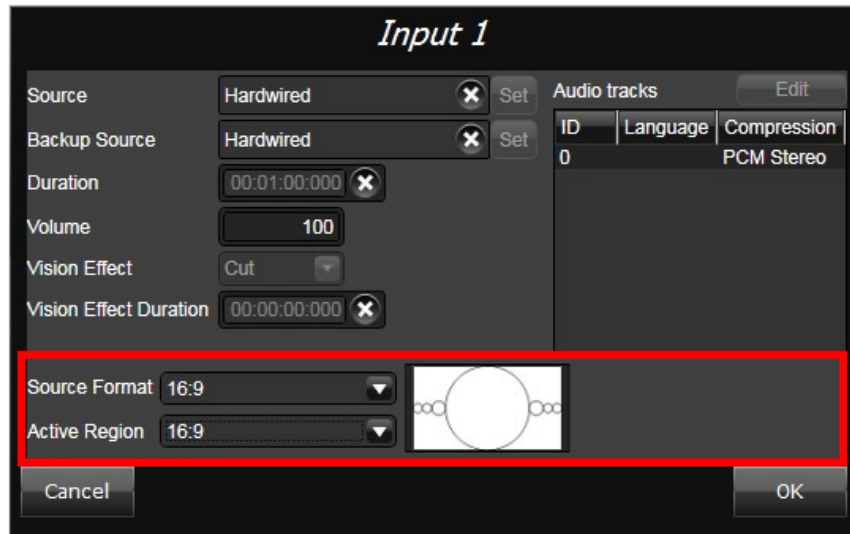 Input 1
Source Hardwired Set
Backup Source Hardwired Set
Duration 00:01:00:000
Volume 100
Vision Effect Cut
Vision Effect Duration 00:00:00:000
Audio tracks Edit
ID Language Compression
0 PCM Stereo
Source Format 16:9
Active Region 16:9
Cancel OK